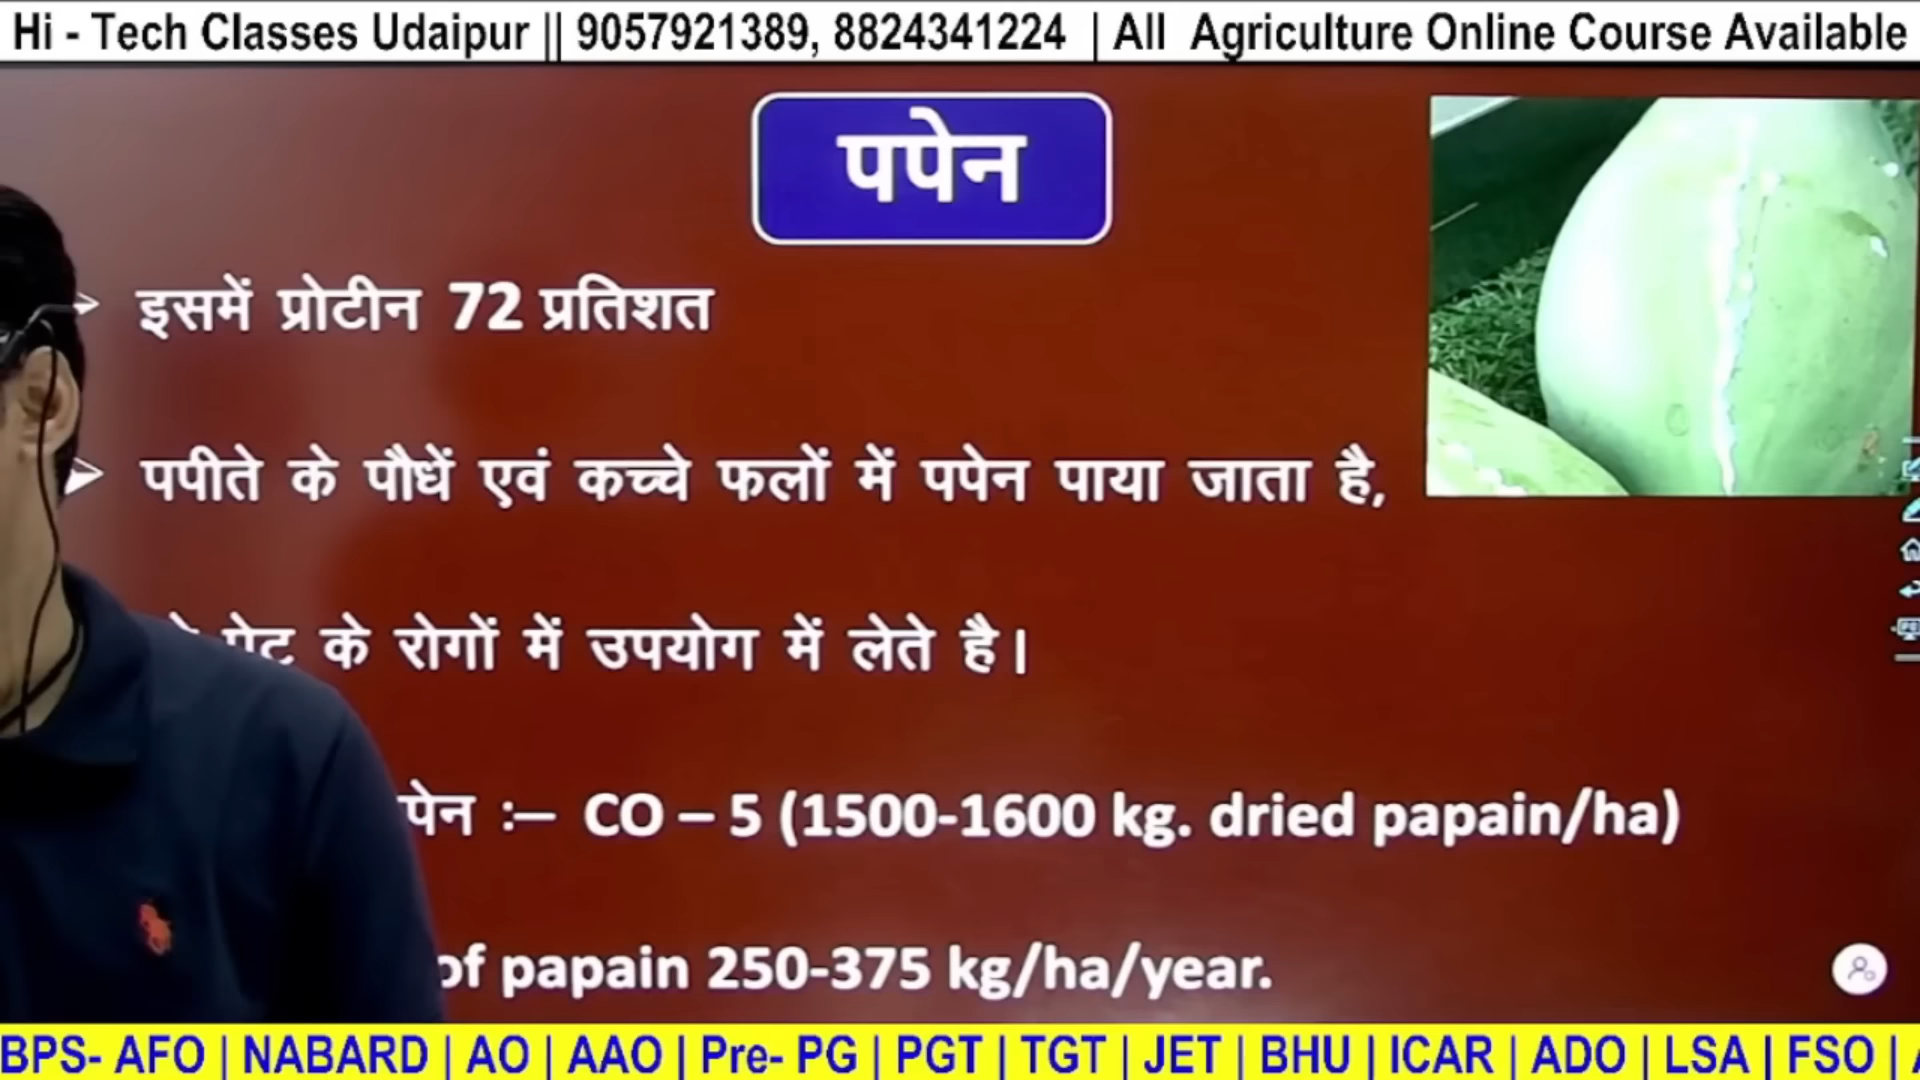 Hi - Tech Classes Udaipur || 9057921389, 8824341224 | All Agriculture Online Course Available
पपेन
➢ इसमें प्रोटीन 72 प्रतिशत
➢ पपीते के पौधें एवं कच्चे फलों में पपेन पाया जाता है,
पेट के रोगों में उपयोग में लेते है।
पेन :– CO – 5 (1500-1600 kg. dried papain/ha)
of papain 250-375 kg/ha/year.
BPS- AFO | NABARD | AO | AAO | Pre- PG | PGT | TGT | JET | BHU | ICAR | ADO | LSA | FSO |